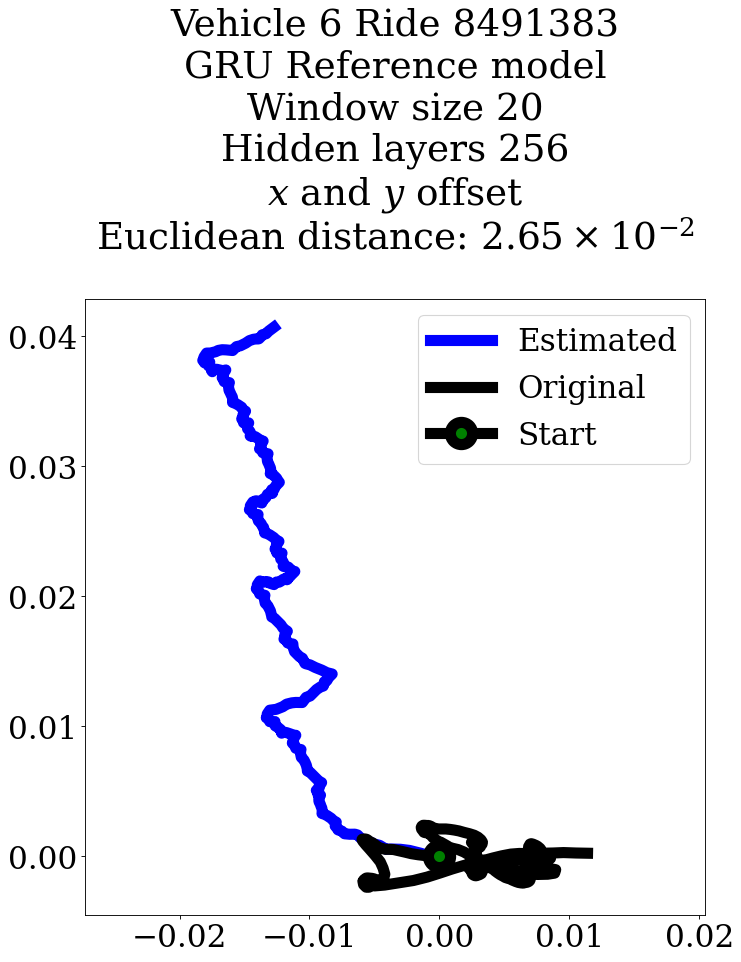 Vehicle 6 Ride 8491383
GRU Reference model
Window size 20
Hidden layers 256
x and y offset
Euclidean distance: 2.65 × 10⁻²
Estimated
Original
Start
0.04
0.03
0.02
0.01
0.00
−0.02 −0.01 0.00 0.01 0.02